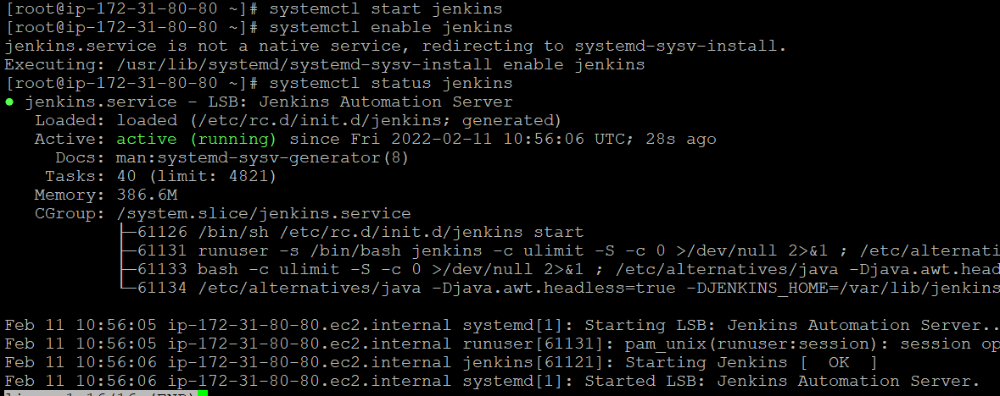 [root@ip-172-31-80-80 ~]# systemctl start jenkins
[root@ip-172-31-80-80 ~]# systemctl enable jenkins
jenkins.service is not a native service, redirecting to systemd-sysv-install.
Executing: /usr/lib/systemd/systemd-sysv-install enable jenkins
[root@ip-172-31-80-80 ~]# systemctl status jenkins
● jenkins.service - LSB: Jenkins Automation Server
Loaded: loaded (/etc/rc.d/init.d/jenkins; generated)
Active: active (running) since Fri 2022-02-11 10:56:06 UTC; 28s ago
Docs: man:systemd-sysv-generator(8)
Tasks: 40 (limit: 4821)
Memory: 386.6M
CGroup: /system.slice/jenkins.service
├─61126 /bin/sh /etc/rc.d/init.d/jenkins start
├─61131 runuser -s /bin/bash jenkins -c ulimit -S -c 0 >/dev/null 2>&1 ; /etc/alternati
├─61133 bash -c ulimit -S -c 0 >/dev/null 2>&1 ; /etc/alternatives/java -Djava.awt.head
└─61134 /etc/alternatives/java -Djava.awt.headless=true -DJENKINS_HOME=/var/lib/jenkins
Feb 11 10:56:05 ip-172-31-80-80.ec2.internal systemd[1]: Starting LSB: Jenkins Automation Server..
Feb 11 10:56:05 ip-172-31-80-80.ec2.internal runuser[61131]: pam_unix(runuser:session): session op
Feb 11 10:56:06 ip-172-31-80-80.ec2.internal jenkins[61121]: Starting Jenkins [  OK  ]
Feb 11 10:56:06 ip-172-31-80-80.ec2.internal systemd[1]: Started LSB: Jenkins Automation Server.
lines 1-16/16 (END)